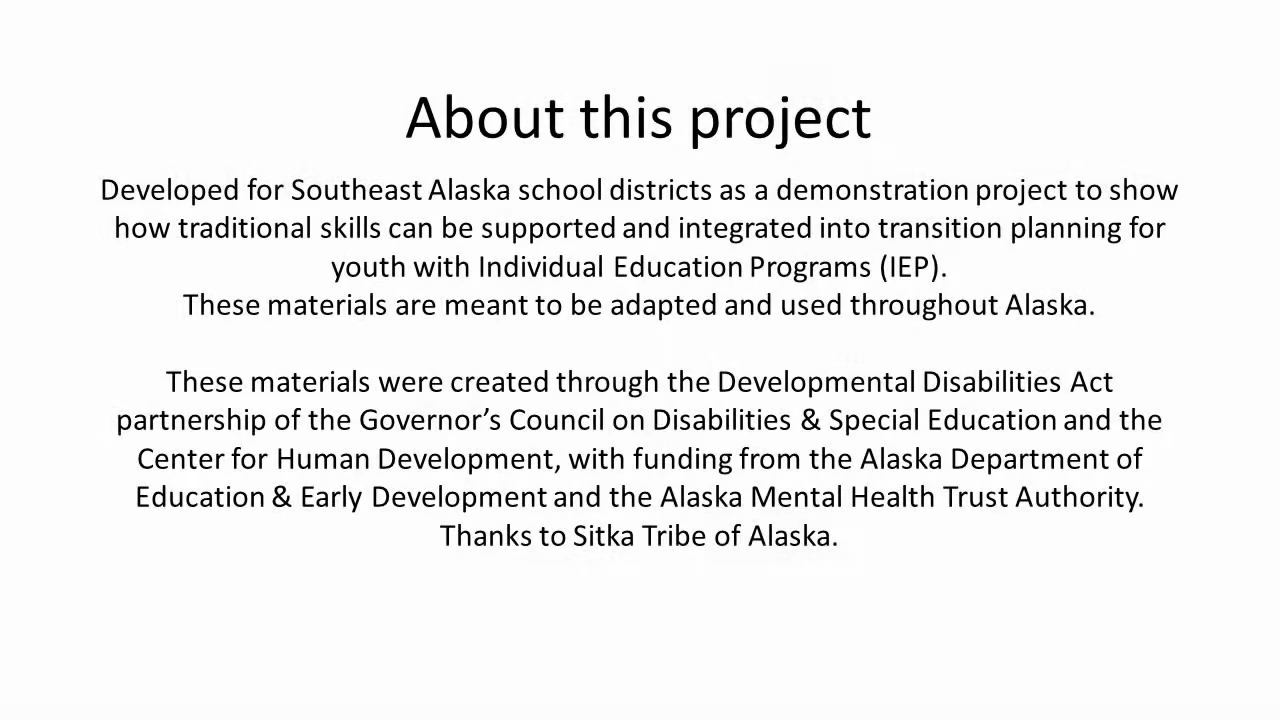 About this project
Developed for Southeast Alaska school districts as a demonstration project to show
how traditional skills can be supported and integrated into transition planning for
youth with Individual Education Programs (IEP).
These materials are meant to be adapted and used throughout Alaska.
These materials were created through the Developmental Disabilities Act
partnership of the Governor’s Council on Disabilities & Special Education and the
Center for Human Development, with funding from the Alaska Department of
Education & Early Development and the Alaska Mental Health Trust Authority.
Thanks to Sitka Tribe of Alaska.